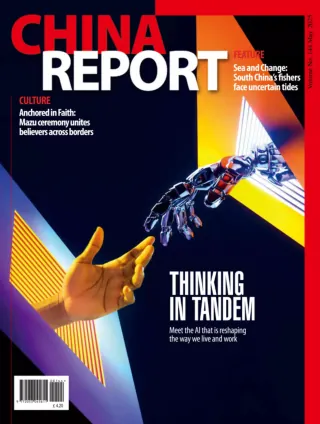 CHINA
REPORT
FEATURE
Sea and Change:
South China's fishers
face uncertain tides
CULTURE
Anchored in Faith:
Mazu ceremony unites
believers across borders
THINKING
IN TANDEM
Meet the AI that is reshaping
the way we live and work